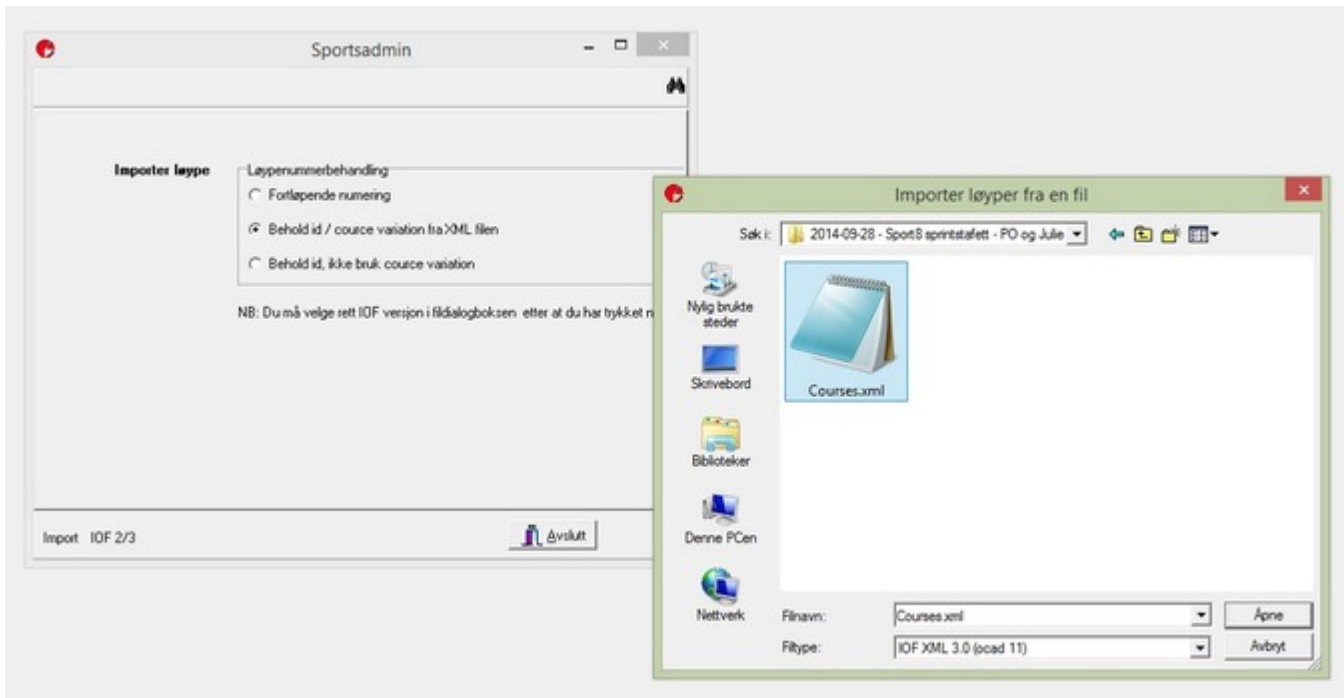 Sportsadmin
Importer løype
Løypenummerbehandling
Fortløpende numering
Behold id / cource variation fra XML filen
Behold id, ikke bruk cource variation
NB: Du må velge rett IOF versjon i fildialogboksen etter at du har trykket n
Import IOF 2/3
Avslutt
Importer løyper fra en fil
Søk i:
2014-09-28 - Sport8 sprintstafett - PO og Julie
Nylig brukte
steder
Skrivebord
Biblioteker
Denne PCen
Nettverk
Courses.xml
Filnavn:
Courses.xml
Åpne
Filtype:
IOF XML 3.0 (ocad 11)
Avbryt